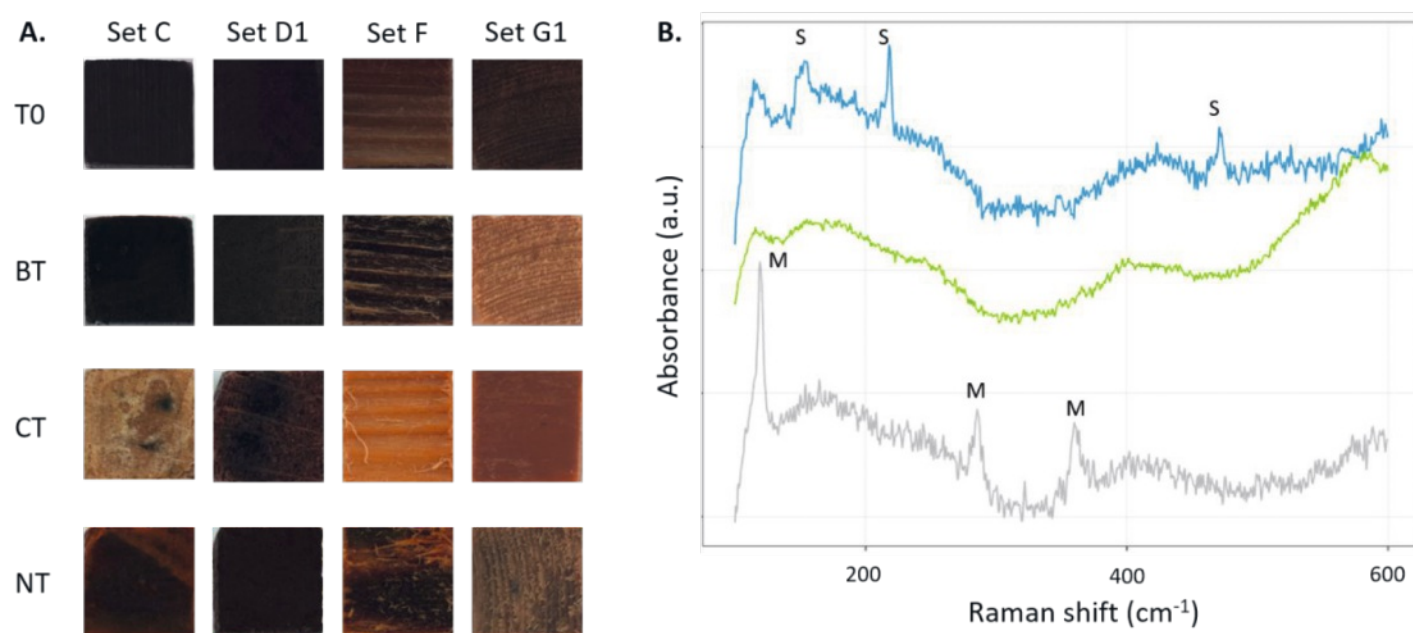 A. Set C Set D1 Set F Set G1
T0
BT
CT
NT
B.
S S
S
M
M M
Absorbance (a.u.)
200 400 600
Raman shift (cm⁻¹)